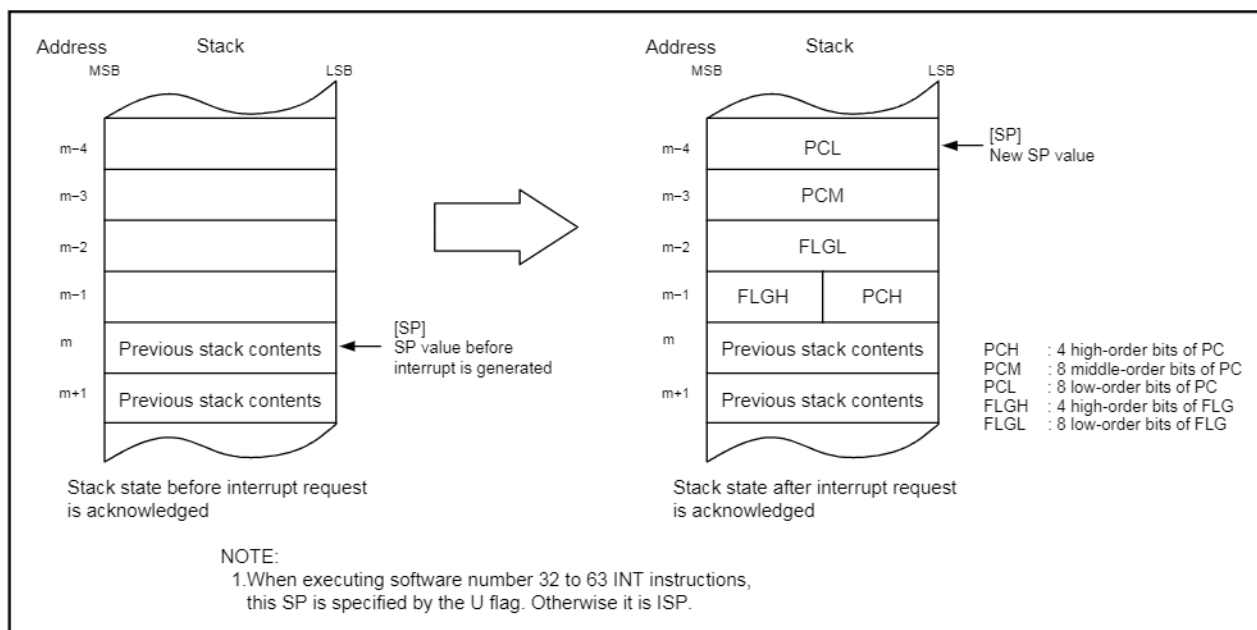 Address Stack
MSB LSB
m−4
m−3
m−2
m−1
m Previous stack contents
m+1 Previous stack contents
[SP]
SP value before
interrupt is generated
Stack state before interrupt request
is acknowledged
Address Stack
MSB LSB
m−4 PCL
m−3 PCM
m−2 FLGL
m−1 FLGH PCH
m Previous stack contents
m+1 Previous stack contents
[SP]
New SP value
PCH : 4 high-order bits of PC
PCM : 8 middle-order bits of PC
PCL : 8 low-order bits of PC
FLGH : 4 high-order bits of FLG
FLGL : 8 low-order bits of FLG
Stack state after interrupt request
is acknowledged
NOTE:
1.When executing software number 32 to 63 INT instructions,
this SP is specified by the U flag. Otherwise it is ISP.